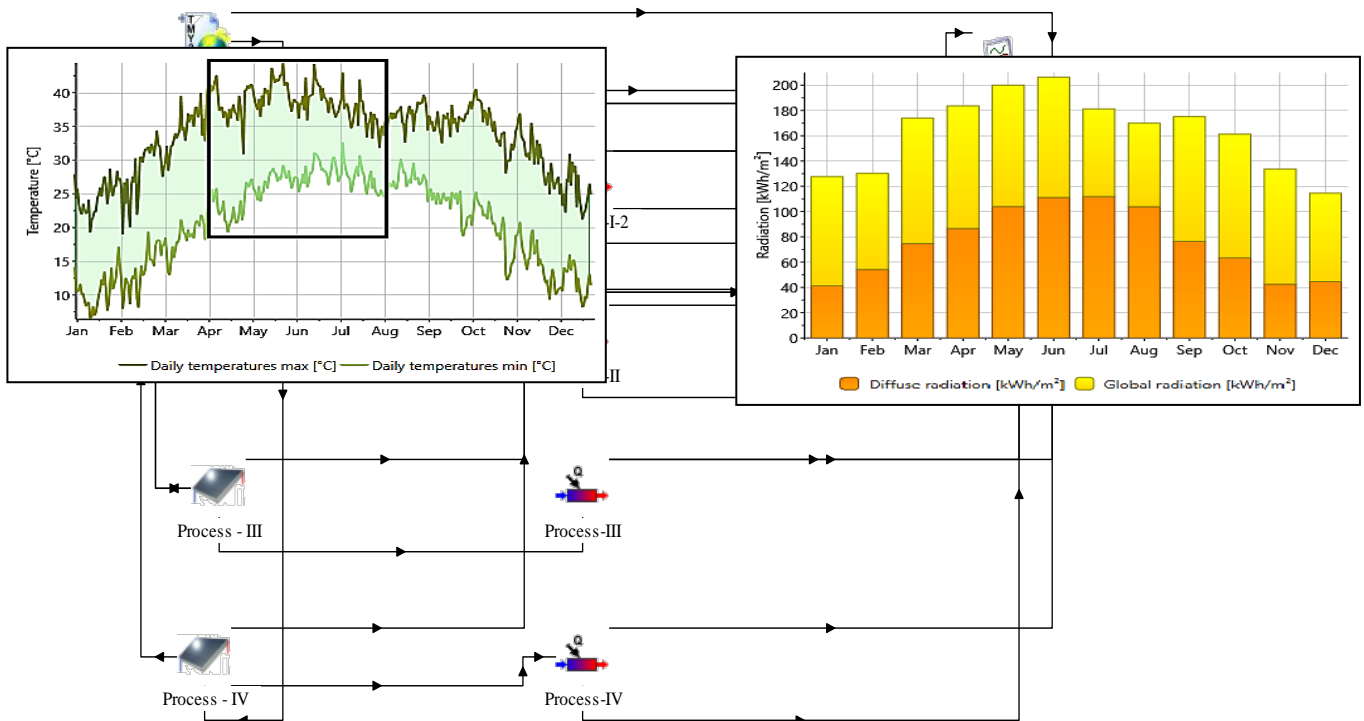 TMY
Temperature [°C]
40
35
30
25
20
15
10
Jan Feb Mar Apr May Jun Jul Aug Sep Oct Nov Dec
Daily temperatures max [°C] Daily temperatures min [°C]
-I-2
-II
Radiation [kWh/m²]
200
180
160
140
120
100
80
60
40
20
0
Jan Feb Mar Apr May Jun Jul Aug Sep Oct Nov Dec
Diffuse radiation [kWh/m²] Global radiation [kWh/m²]
Q
Process - III
Process-III
Q
Process - IV
Process-IV